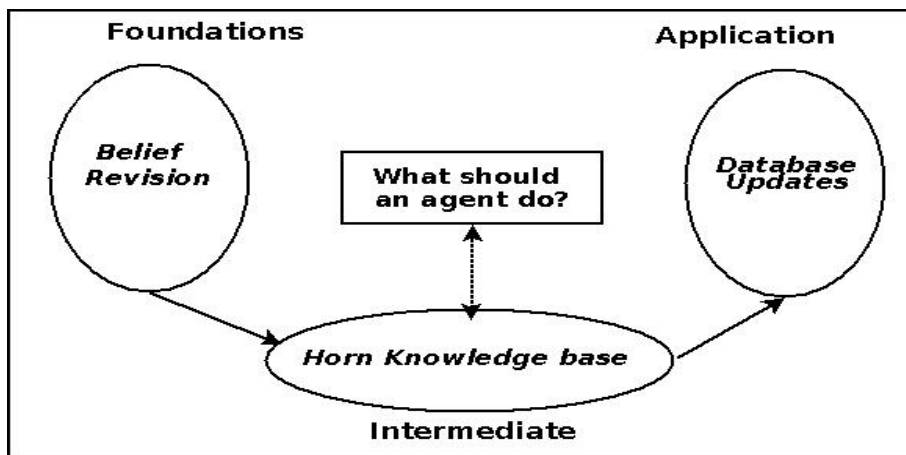 Foundations
Application
Belief
Revision
What should
an agent do?
Database
Updates
Horn Knowledge base
Intermediate